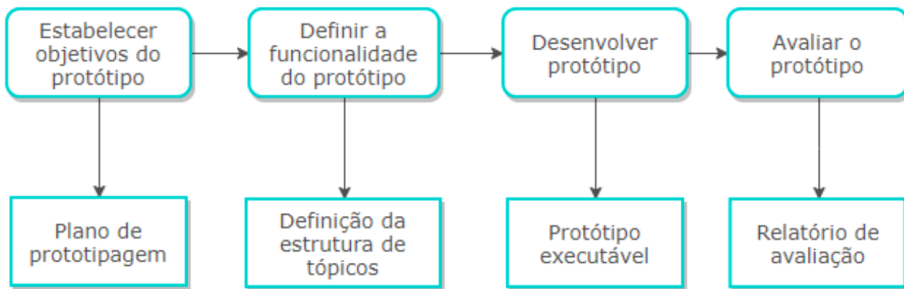 Estabelecer
objetivos do
protótipo
Definir a
funcionalidade
do protótipo
Desenvolver
protótipo
Avaliar o
protótipo
Plano de
prototipagem
Definição da
estrutura de
tópicos
Protótipo
executável
Relatório de
avaliação